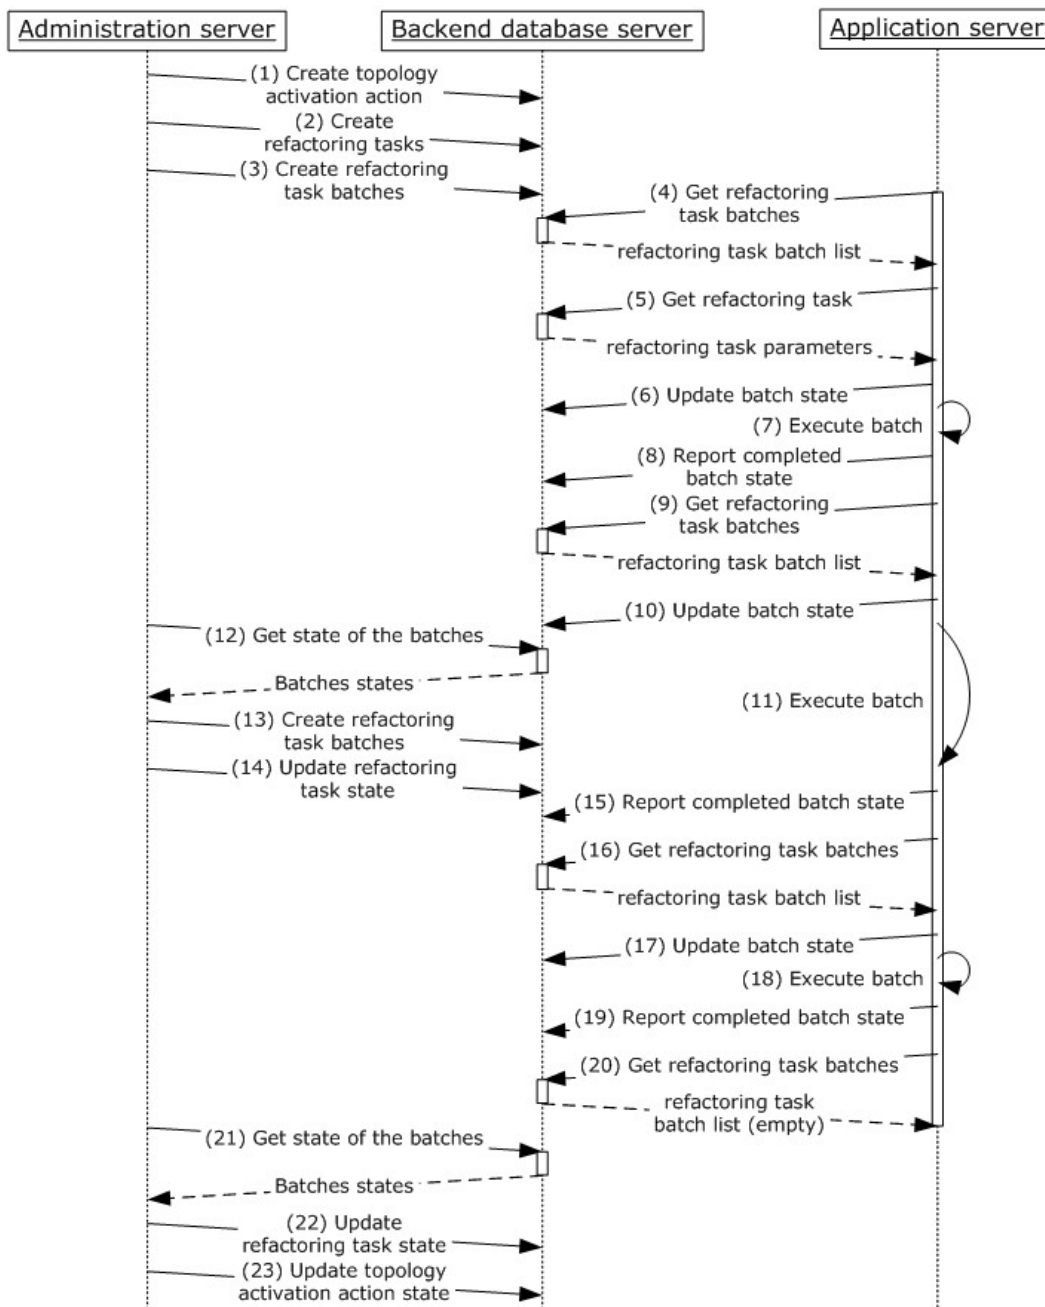 Administration server
Backend database server
Application server
(1) Create topology
activation action
(2) Create
refactoring tasks
(3) Create refactoring
task batches
(4) Get refactoring
task batches
refactoring task batch list
(5) Get refactoring task
refactoring task parameters
(6) Update batch state
(7) Execute batch
(8) Report completed
batch state
(9) Get refactoring
task batches
refactoring task batch list
(10) Update batch state
(12) Get state of the batches
Batches states
(11) Execute batch
(13) Create refactoring
task batches
(14) Update refactoring
task state
(15) Report completed batch state
(16) Get refactoring task batches
refactoring task batch list
(17) Update batch state
(18) Execute batch
(19) Report completed batch state
(20) Get refactoring task batches
refactoring task
batch list (empty)
(21) Get state of the batches
Batches states
(22) Update
refactoring task state
(23) Update topology
activation action state